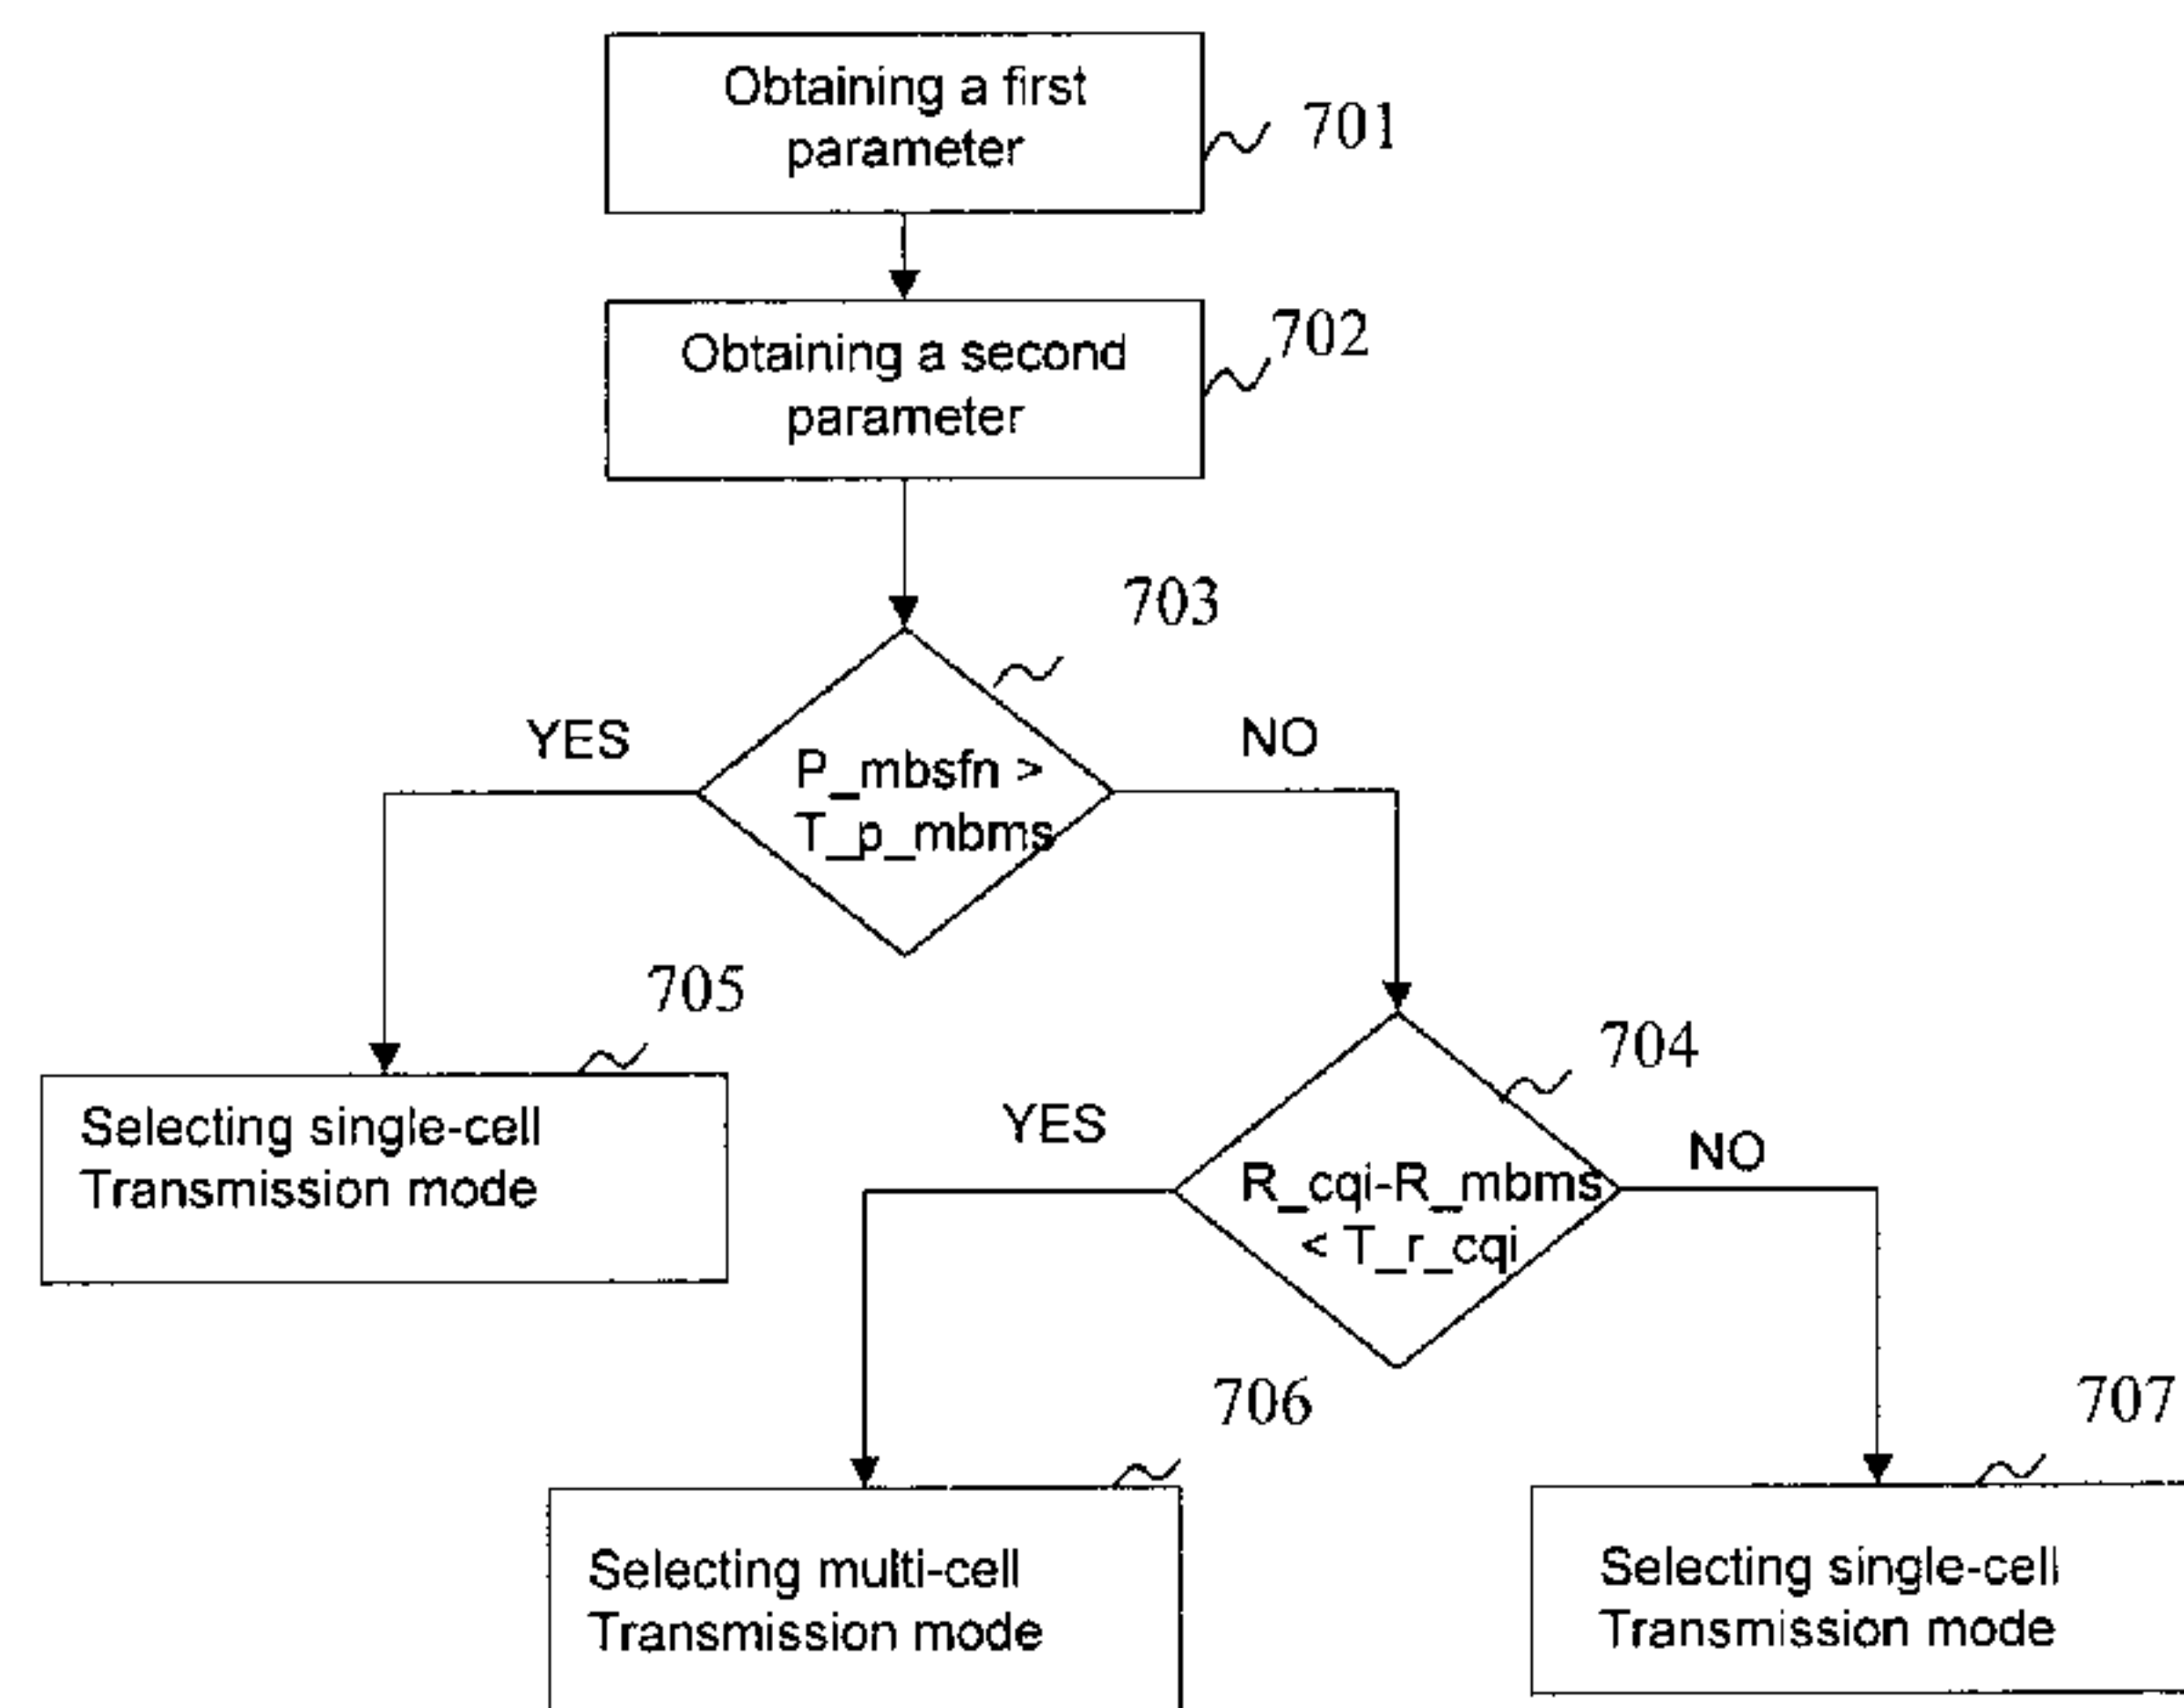 Obtaining a first
parameter
701
Obtaining a second
parameter
702
703
YES
P_mbsfn >
T_p_mbms
NO
705
Selecting single-cell
Transmission mode
704
YES
R_cqi-R_mbms
< T_r_cqi
NO
706
Selecting multi-cell
Transmission mode
707
Selecting single-cell
Transmission mode